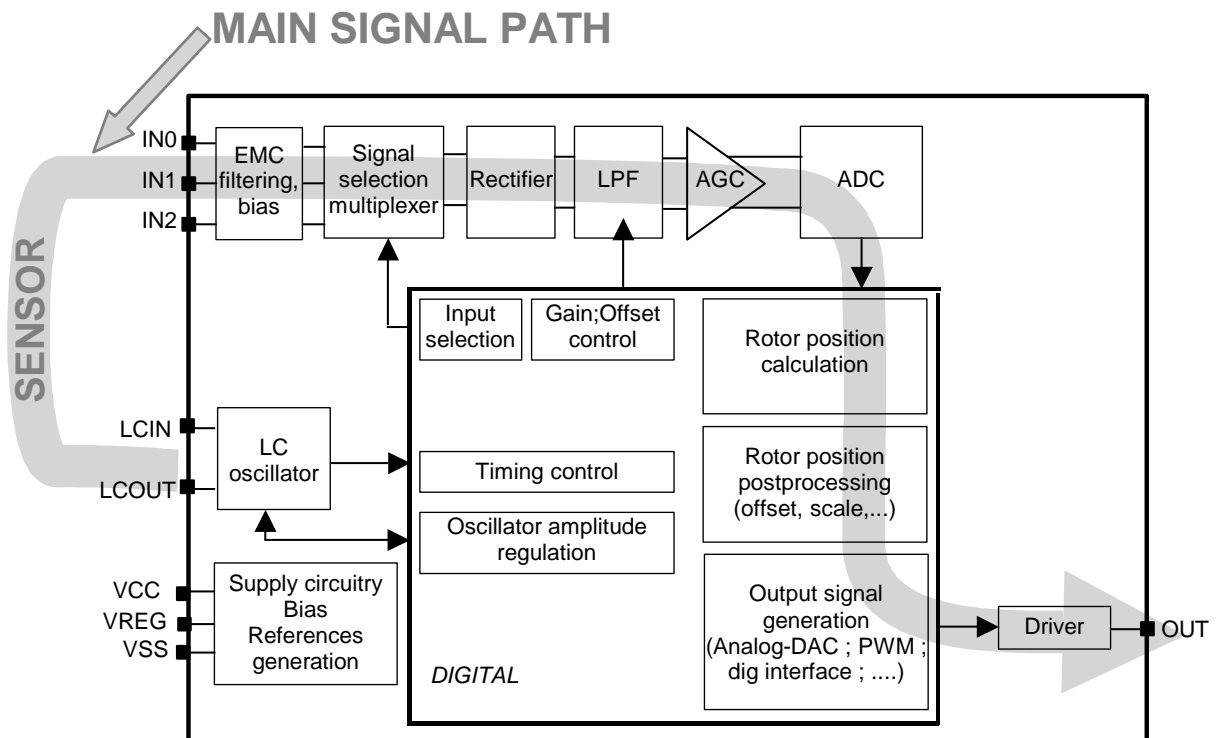 MAIN SIGNAL PATH
IN0
IN1
IN2
EMC
filtering,
bias
Signal
selection
multiplexer
Rectifier
LPF
AGC
ADC
SENSOR
Input
selection
Gain;Offset
control
Rotor position
calculation
LCIN
LCOUT
LC
oscillator
Timing control
Oscillator amplitude
regulation
Rotor position
postprocessing
(offset, scale,...)
VCC
VREG
VSS
Supply circuitry
Bias
References
generation
DIGITAL
Output signal
generation
(Analog-DAC ; PWM ;
dig interface ; ....)
Driver
OUT